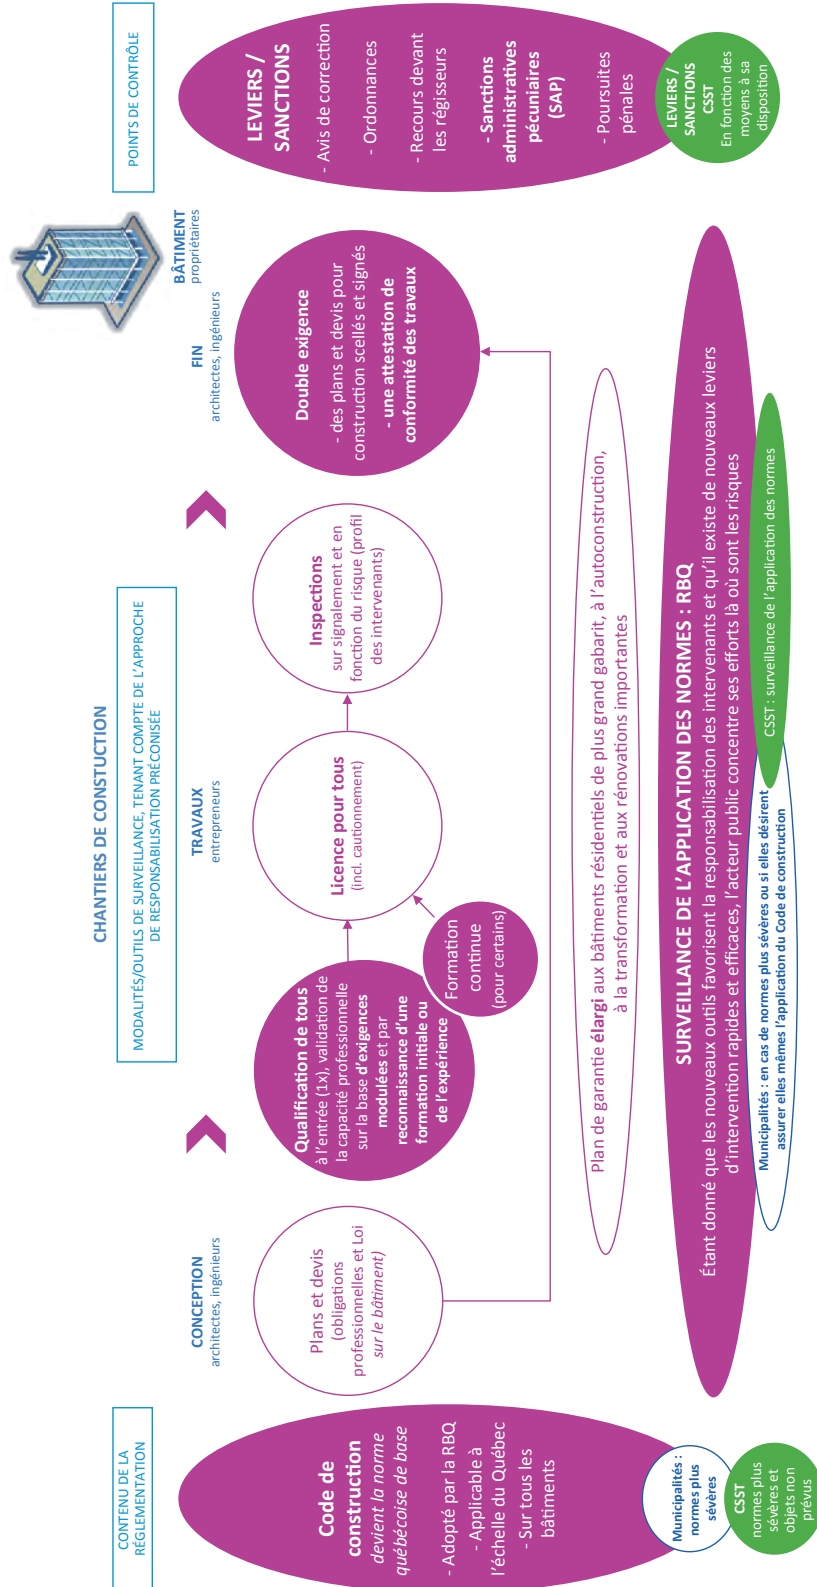 CONTENU DE LA
RÉGLEMENTATION
Code de
construction
devient la norme
québécoise de base
- Adopté par la RBQ
- Applicable à
l’échelle du Québec
- Sur tous les
bâtiments
Municipalités :
normes plus
sévères
CSST
normes plus
sévères et
objets non
prévus
CHANTIERS DE CONSTUCTION
MODALITÉS/OUTILS DE SURVEILLANCE, TENANT COMPTE DE L’APPROCHE
DE RESPONSABILISATION PRÉCONISÉE
CONCEPTION
architectes, ingénieurs
TRAVAUX
entrepreneurs
FIN
architectes, ingénieurs
BÂTIMENT
propriétaires
Plans et devis
(obligations
professionnelles et Loi
sur le bâtiment)
Qualification de tous
à l’entrée (1x), validation de
la capacité professionnelle
sur la base d’exigences
modulées et par
reconnaissance d’une
formation initiale ou
de l’expérience
Formation
continue
(pour certains)
Licence pour tous
(incl. cautionnement)
Inspections
sur signalement et en
fonction du risque (profil
des intervenants)
Double exigence
- des plans et devis pour
construction scellés et signés
- une attestation de
conformité des travaux
Plan de garantie élargi aux bâtiments résidentiels de plus grand gabarit, à l’autoconstruction,
à la transformation et aux rénovations importantes
SURVEILLANCE DE L’APPLICATION DES NORMES : RBQ
Étant donné que les nouveaux outils favorisent la responsabilisation des intervenants et qu’il existe de nouveaux leviers
d’intervention rapides et efficaces, l’acteur public concentre ses efforts là où sont les risques
Municipalités : en cas de normes plus sévères ou si elles désirent
assurer elles mêmes l’application du Code de construction
CSST : surveillance de l’application des normes
POINTS DE CONTRÔLE
LEVIERS /
SANCTIONS
- Avis de correction
- Ordonnances
- Recours devant
les régisseurs
- Sanctions
administratives
pécuniaires
(SAP)
- Poursuites
pénales
LEVIERS /
SANCTIONS
CSST
En fonction des
moyens à sa
disposition